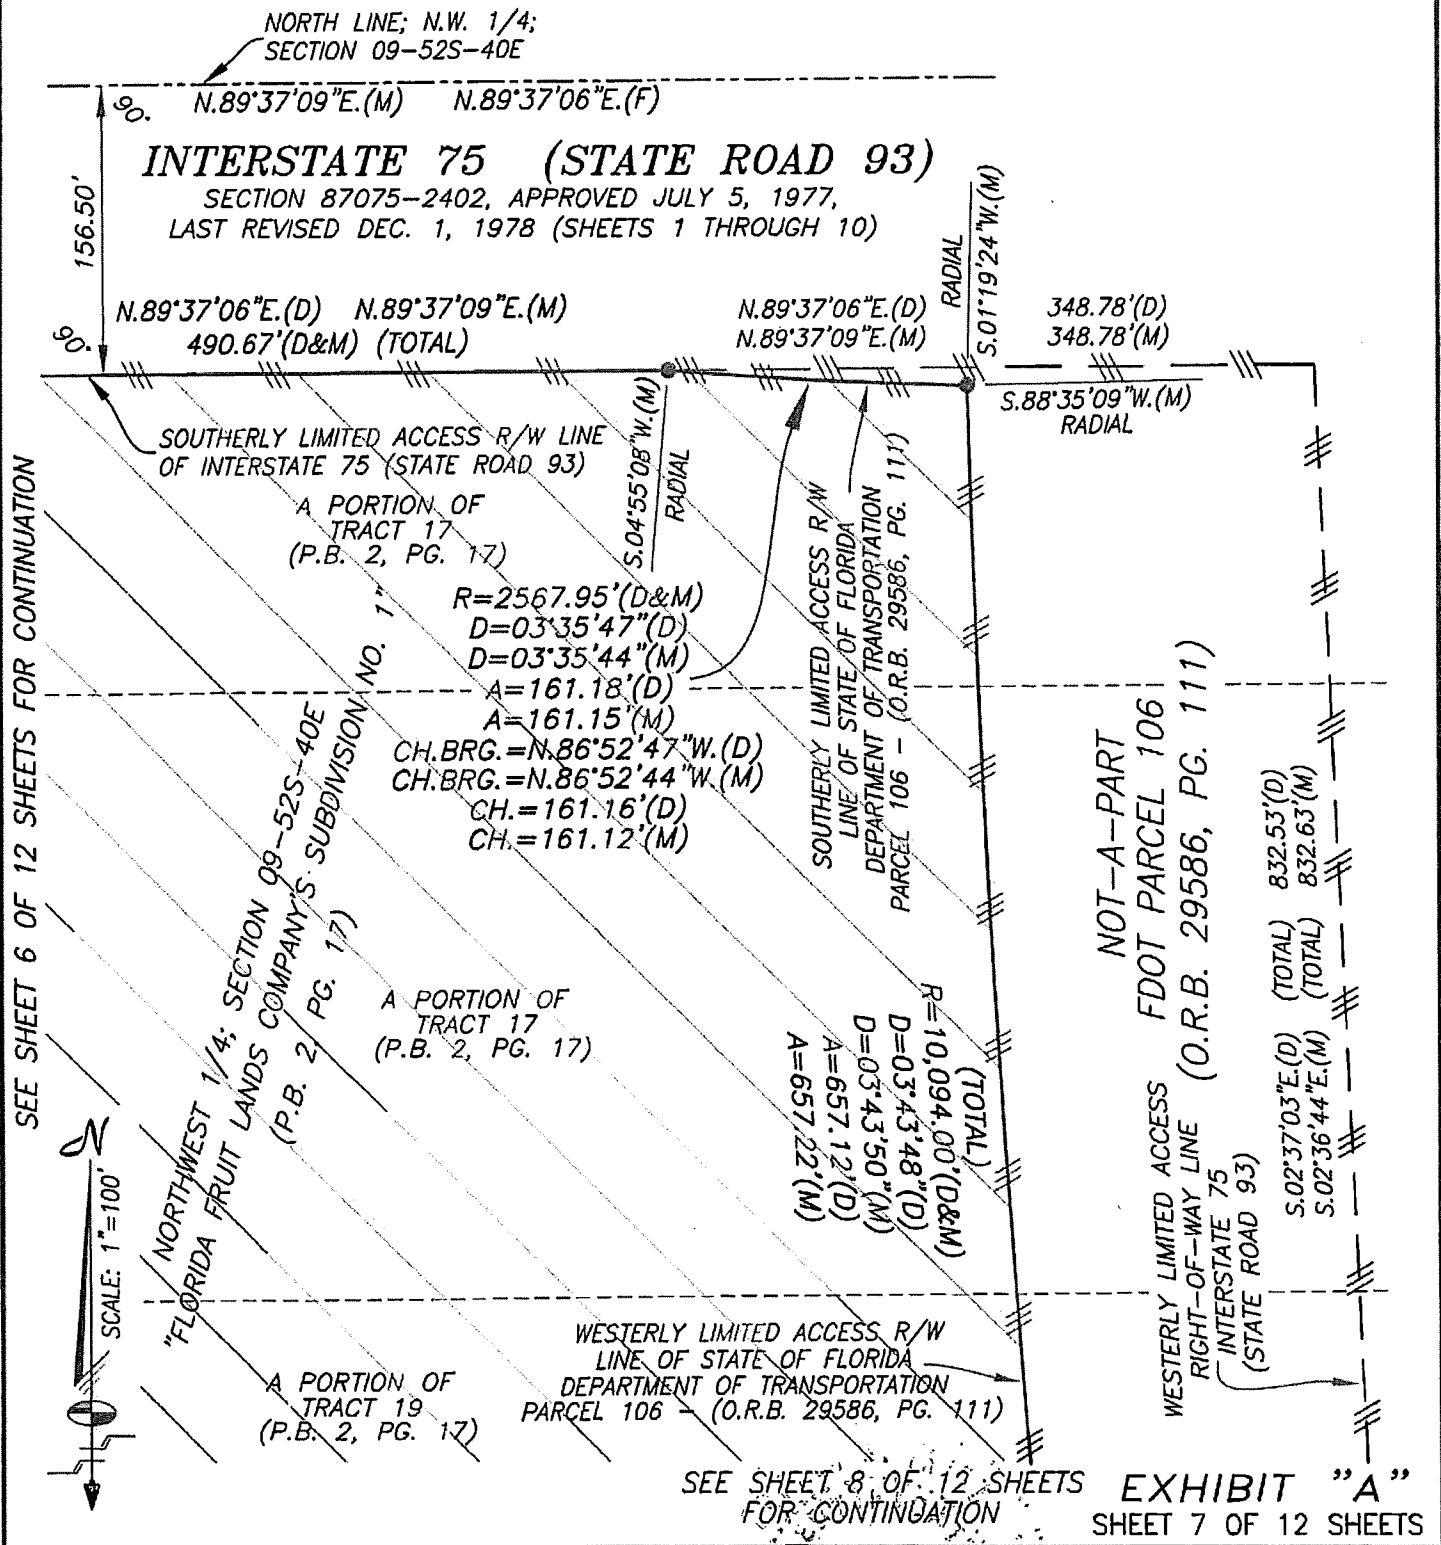 NORTH LINE; N.W. 1/4;
SECTION 09-52S-40E
N.89°37'09"E.(M) N.89°37'06"E.(F)
90.
156.50'
90.
INTERSTATE 75 (STATE ROAD 93)
SECTION 87075-2402, APPROVED JULY 5, 1977,
LAST REVISED DEC. 1, 1978 (SHEETS 1 THROUGH 10)
RADIAL
S.01°19'24"W.(M)
N.89°37'06"E.(D) N.89°37'09"E.(M)
490.67'(D&M) (TOTAL)
N.89°37'06"E.(D)
N.89°37'09"E.(M)
348.78'(D)
348.78'(M)
S.88°35'09"W.(M)
RADIAL
SOUTHERLY LIMITED ACCESS R/W LINE
OF INTERSTATE 75 (STATE ROAD 93)
S.04°55'08"W.(M)
RADIAL
A PORTION OF
TRACT 17
(P.B. 2, PG. 17)
R=2567.95'(D&M)
D=03°35'47"(D)
D=03°35'44"(M)
A=161.18'(D)
A=161.15'(M)
CH.BRG.=N.86°52'47"W.(D)
CH.BRG.=N.86°52'44"W.(M)
CH.=161.16'(D)
CH.=161.12'(M)
SOUTHERLY LIMITED ACCESS R/W
LINE OF STATE OF FLORIDA
DEPARTMENT OF TRANSPORTATION
PARCEL 106 - (O.R.B. 29586, PG. 111)
SEE SHEET 6 OF 12 SHEETS FOR CONTINUATION
NORTHWEST 1/4; SECTION 09-52S-40E
"FLORIDA FRUIT LANDS COMPANY'S SUBDIVISION NO. 1"
(P.B. 2, PG. 17)
A PORTION OF
TRACT 17
(P.B. 2, PG. 17)
(TOTAL)
R=10,094.00'(D&M)
D=03°43'48"(D)
D=03°43'50"(M)
A=657.12'(D)
A=657.22'(M)
NOT-A-PART
FDOT PARCEL 106
(O.R.B. 29586, PG. 111)
S.02°37'03"E.(D) (TOTAL) 832.53'(D)
S.02°36'44"E.(M) (TOTAL) 832.63'(M)
WESTERLY LIMITED ACCESS
RIGHT-OF-WAY LINE
INTERSTATE 75
(STATE ROAD 93)
N
SCALE: 1"=100'
WESTERLY LIMITED ACCESS R/W
LINE OF STATE OF FLORIDA
DEPARTMENT OF TRANSPORTATION
PARCEL 106 - (O.R.B. 29586, PG. 111)
A PORTION OF
TRACT 19
(P.B. 2, PG. 17)
SEE SHEET 8 OF 12 SHEETS
FOR CONTINUATION
EXHIBIT "A"
SHEET 7 OF 12 SHEETS